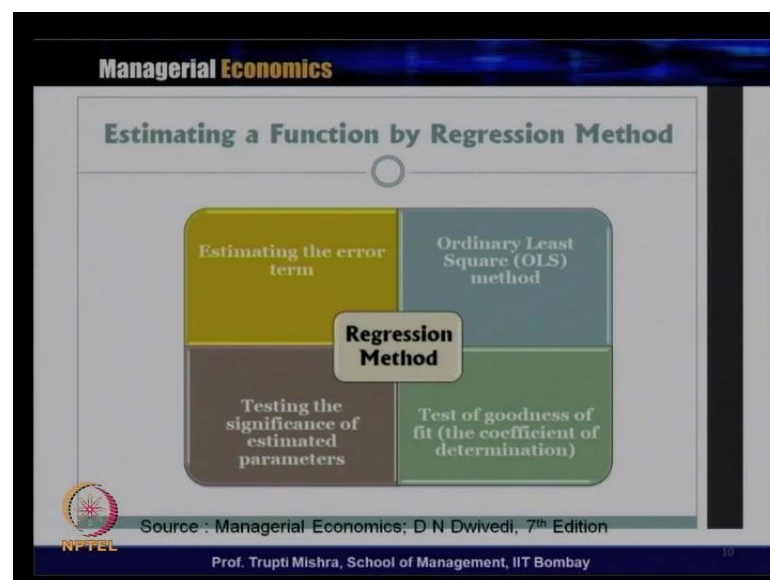 Managerial Economics
Estimating a Function by Regression Method
Estimating the error
term
Ordinary Least
Square (OLS)
method
Regression
Method
Testing the
significance of
estimated
parameters
Test of goodness of
fit (the coefficient of
determination)
Source : Managerial Economics; D N Dwivedi, 7th Edition
NPTEL
Prof. Trupti Mishra, School of Management, IIT Bombay
10